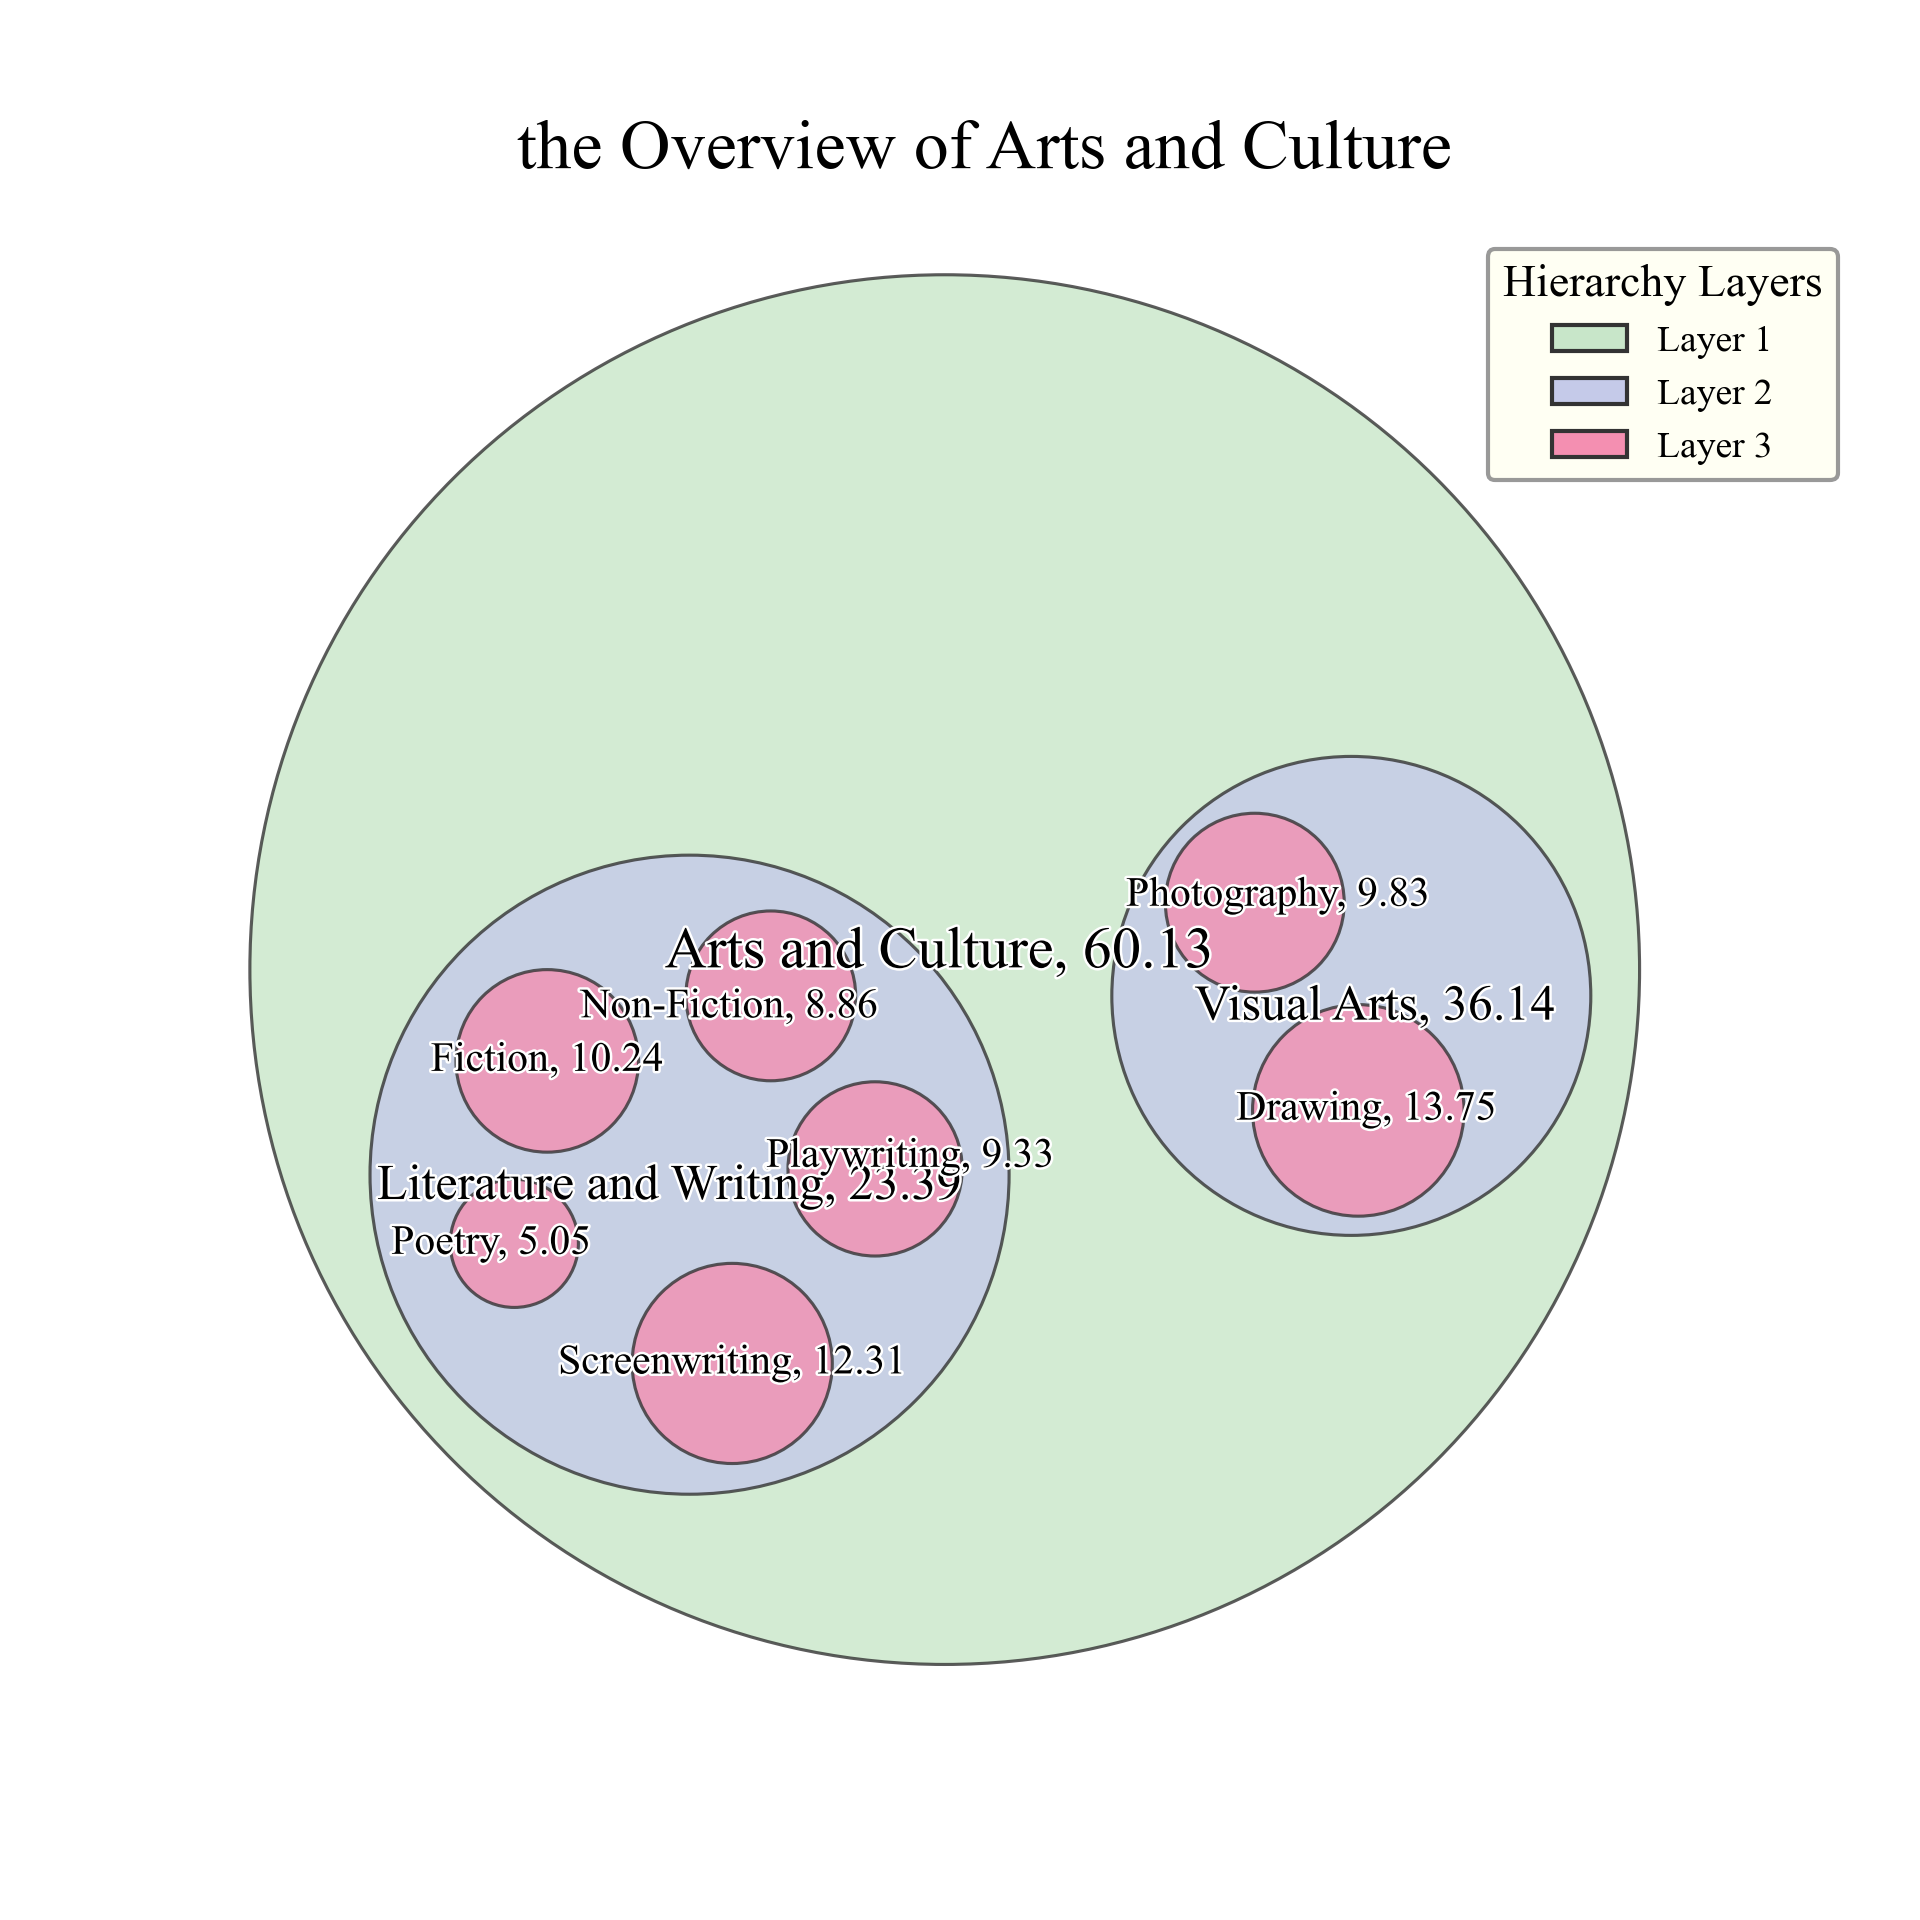 the Overview of Arts and Culture
Hierarchy Layers
Layer 1
Layer 2
Layer 3
Photography, 9.83
Arts and Culture, 60.13
Non-Fiction, 8.86
Visual Arts, 36.14
Fiction, 10.24
Drawing, 13.75
Playwriting, 9.33
Literature and Writing, 23.39
Poetry, 5.05
Screenwriting, 12.31